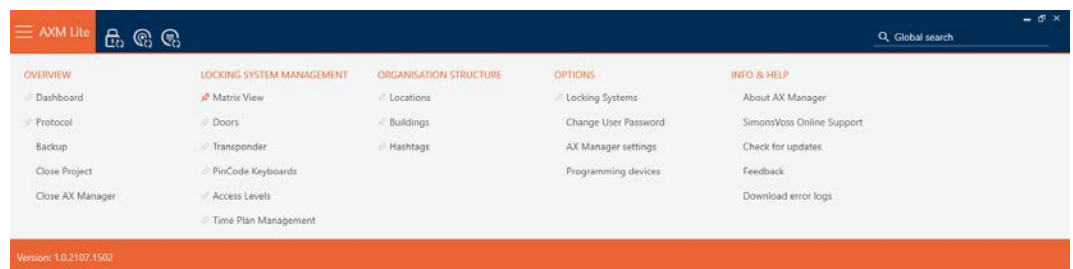 AXM Lite
Global search
OVERVIEW
Dashboard
Protocol
Backup
Close Project
Close AX Manager
LOCKING SYSTEM MANAGEMENT
Matrix View
Doors
Transponder
PinCode Keyboards
Access Levels
Time Plan Management
ORGANISATION STRUCTURE
Locations
Buildings
Hashtags
OPTIONS
Locking Systems
Change User Password
AX Manager settings
Programming devices
INFO & HELP
About AX Manager
SimonsVoss Online Support
Check for updates
Feedback
Download error logs
Version: 1.0.2107.1502